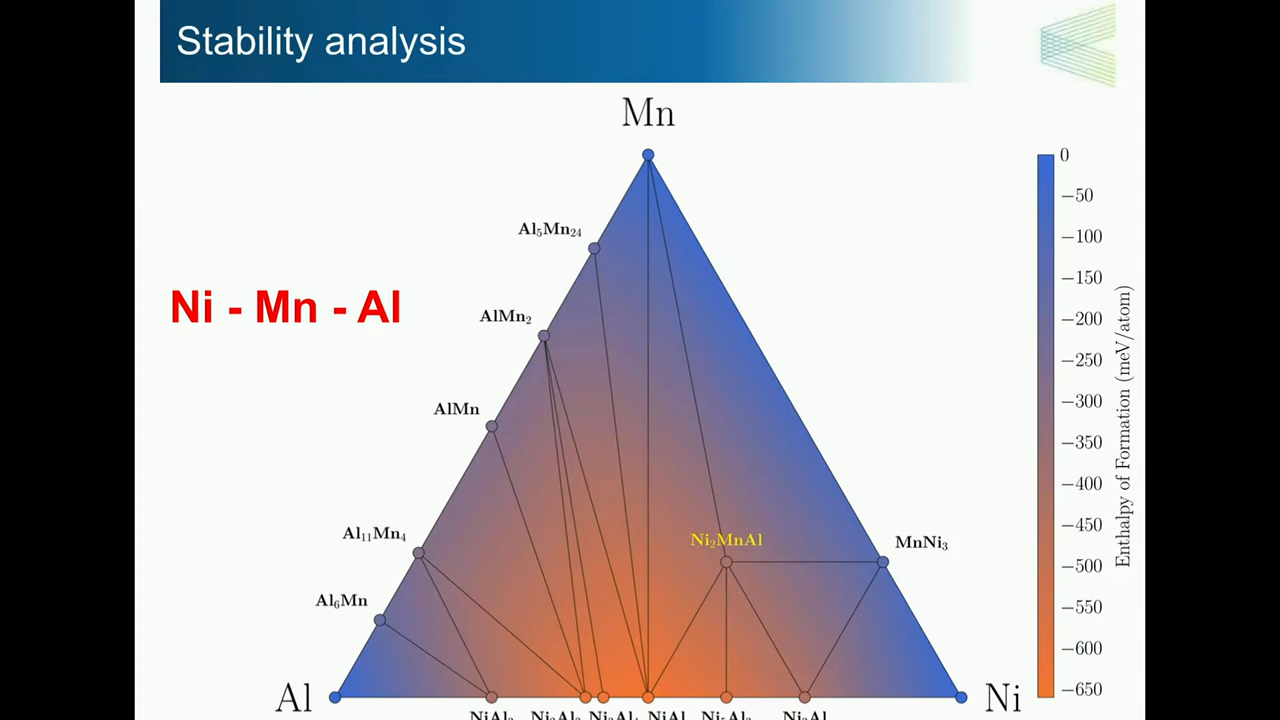 Stability analysis
Mn
0
−50
Al₅Mn₂₄
−100
−150
Ni - Mn - Al
AlMn₂
−200
−250
−300
AlMn
−350
−400
−450
Al₁₁Mn₄
Ni₂MnAl
MnNi₃
−500
Al₆Mn
−550
−600
−650
Enthalpy of Formation (meV/atom)
Al
Ni
NiAl